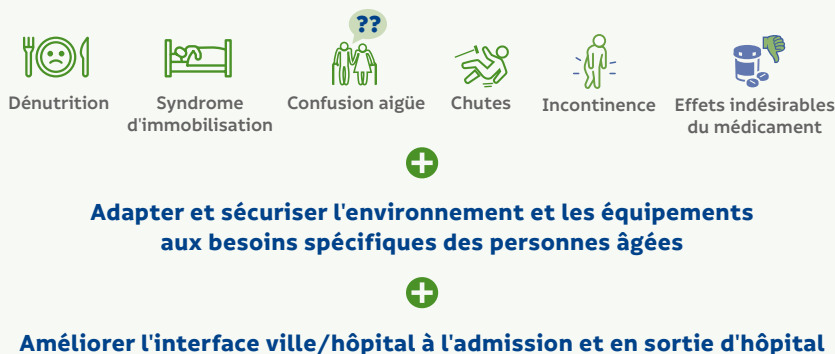 ??
Dénutrition
Syndrome
d'immobilisation
Confusion aigüe
Chutes
Incontinence
Effets indésirables
du médicament
Adapter et sécuriser l'environnement et les équipements
aux besoins spécifiques des personnes âgées
Améliorer l'interface ville/hôpital à l'admission et en sortie d'hôpital